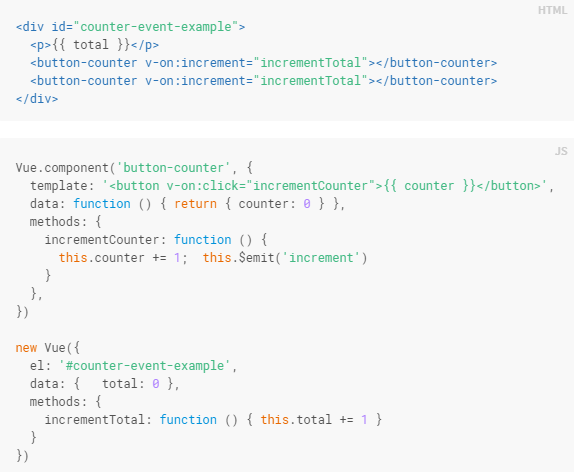 HTML
<div id="counter-event-example">
  <p>{{ total }}</p>
  <button-counter v-on:increment="incrementTotal"></button-counter>
  <button-counter v-on:increment="incrementTotal"></button-counter>
</div>
JS
Vue.component('button-counter', {
  template: '<button v-on:click="incrementCounter">{{ counter }}</button>',
  data: function () { return { counter: 0 } },
  methods: {
    incrementCounter: function () {
      this.counter += 1;  this.$emit('increment')
    }
  },
})
new Vue({
  el: '#counter-event-example',
  data: {   total: 0 },
  methods: {
    incrementTotal: function () { this.total += 1 }
  }
})